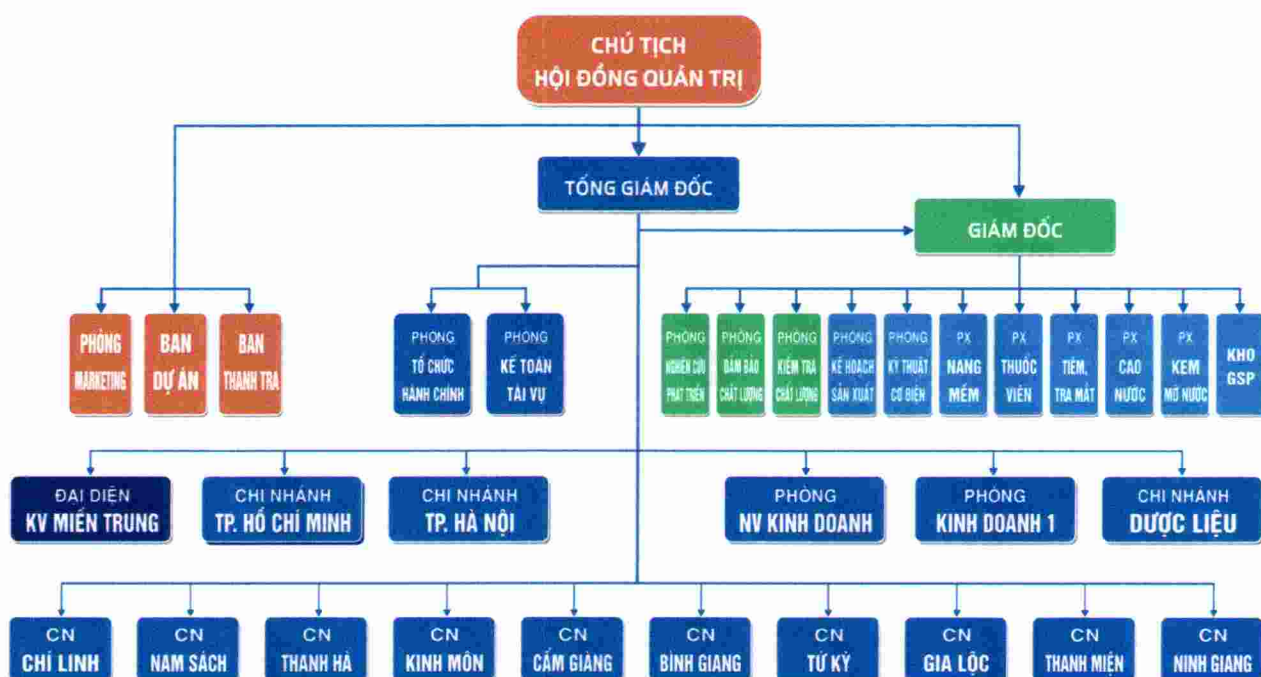 CHỦ TỊCH
HỘI ĐỒNG QUẢN TRỊ
TỔNG GIÁM ĐỐC
GIÁM ĐỐC
PHÒNG
MARKETING
BAN
DỰ ÁN
BAN
THANH TRA
PHÒNG
TỔ CHỨC
HÀNH CHÍNH
PHÒNG
KẾ TOÁN
TÀI VỤ
PHÒNG
NGHIÊN CỨU
PHÁT TRIỂN
PHÒNG
ĐẢM BẢO
CHẤT LƯỢNG
PHÒNG
KIỂM TRA
CHẤT LƯỢNG
PHÒNG
KẾ HOẠCH
SẢN XUẤT
PHÒNG
KỸ THUẬT
CƠ ĐIỆN
PX
NANG
MỀM
PX
THUỐC
VIÊN
PX
TIÊM,
TRA MẮT
PX
CAO
NƯỚC
PX
KEM
MỠ NƯỚC
KHO
GSP
ĐẠI DIỆN
KV MIỀN TRUNG
CHI NHÁNH
TP. HỒ CHÍ MINH
CHI NHÁNH
TP. HÀ NỘI
PHÒNG
NV KINH DOANH
PHÒNG
KINH DOANH 1
CHI NHÁNH
DƯỢC LIỆU
CN
CHÍ LINH
CN
NAM SÁCH
CN
THANH HÀ
CN
KINH MÔN
CN
CẨM GIÀNG
CN
BÌNH GIANG
CN
TỨ KỲ
CN
GIA LỘC
CN
THANH MIỆN
CN
NINH GIANG